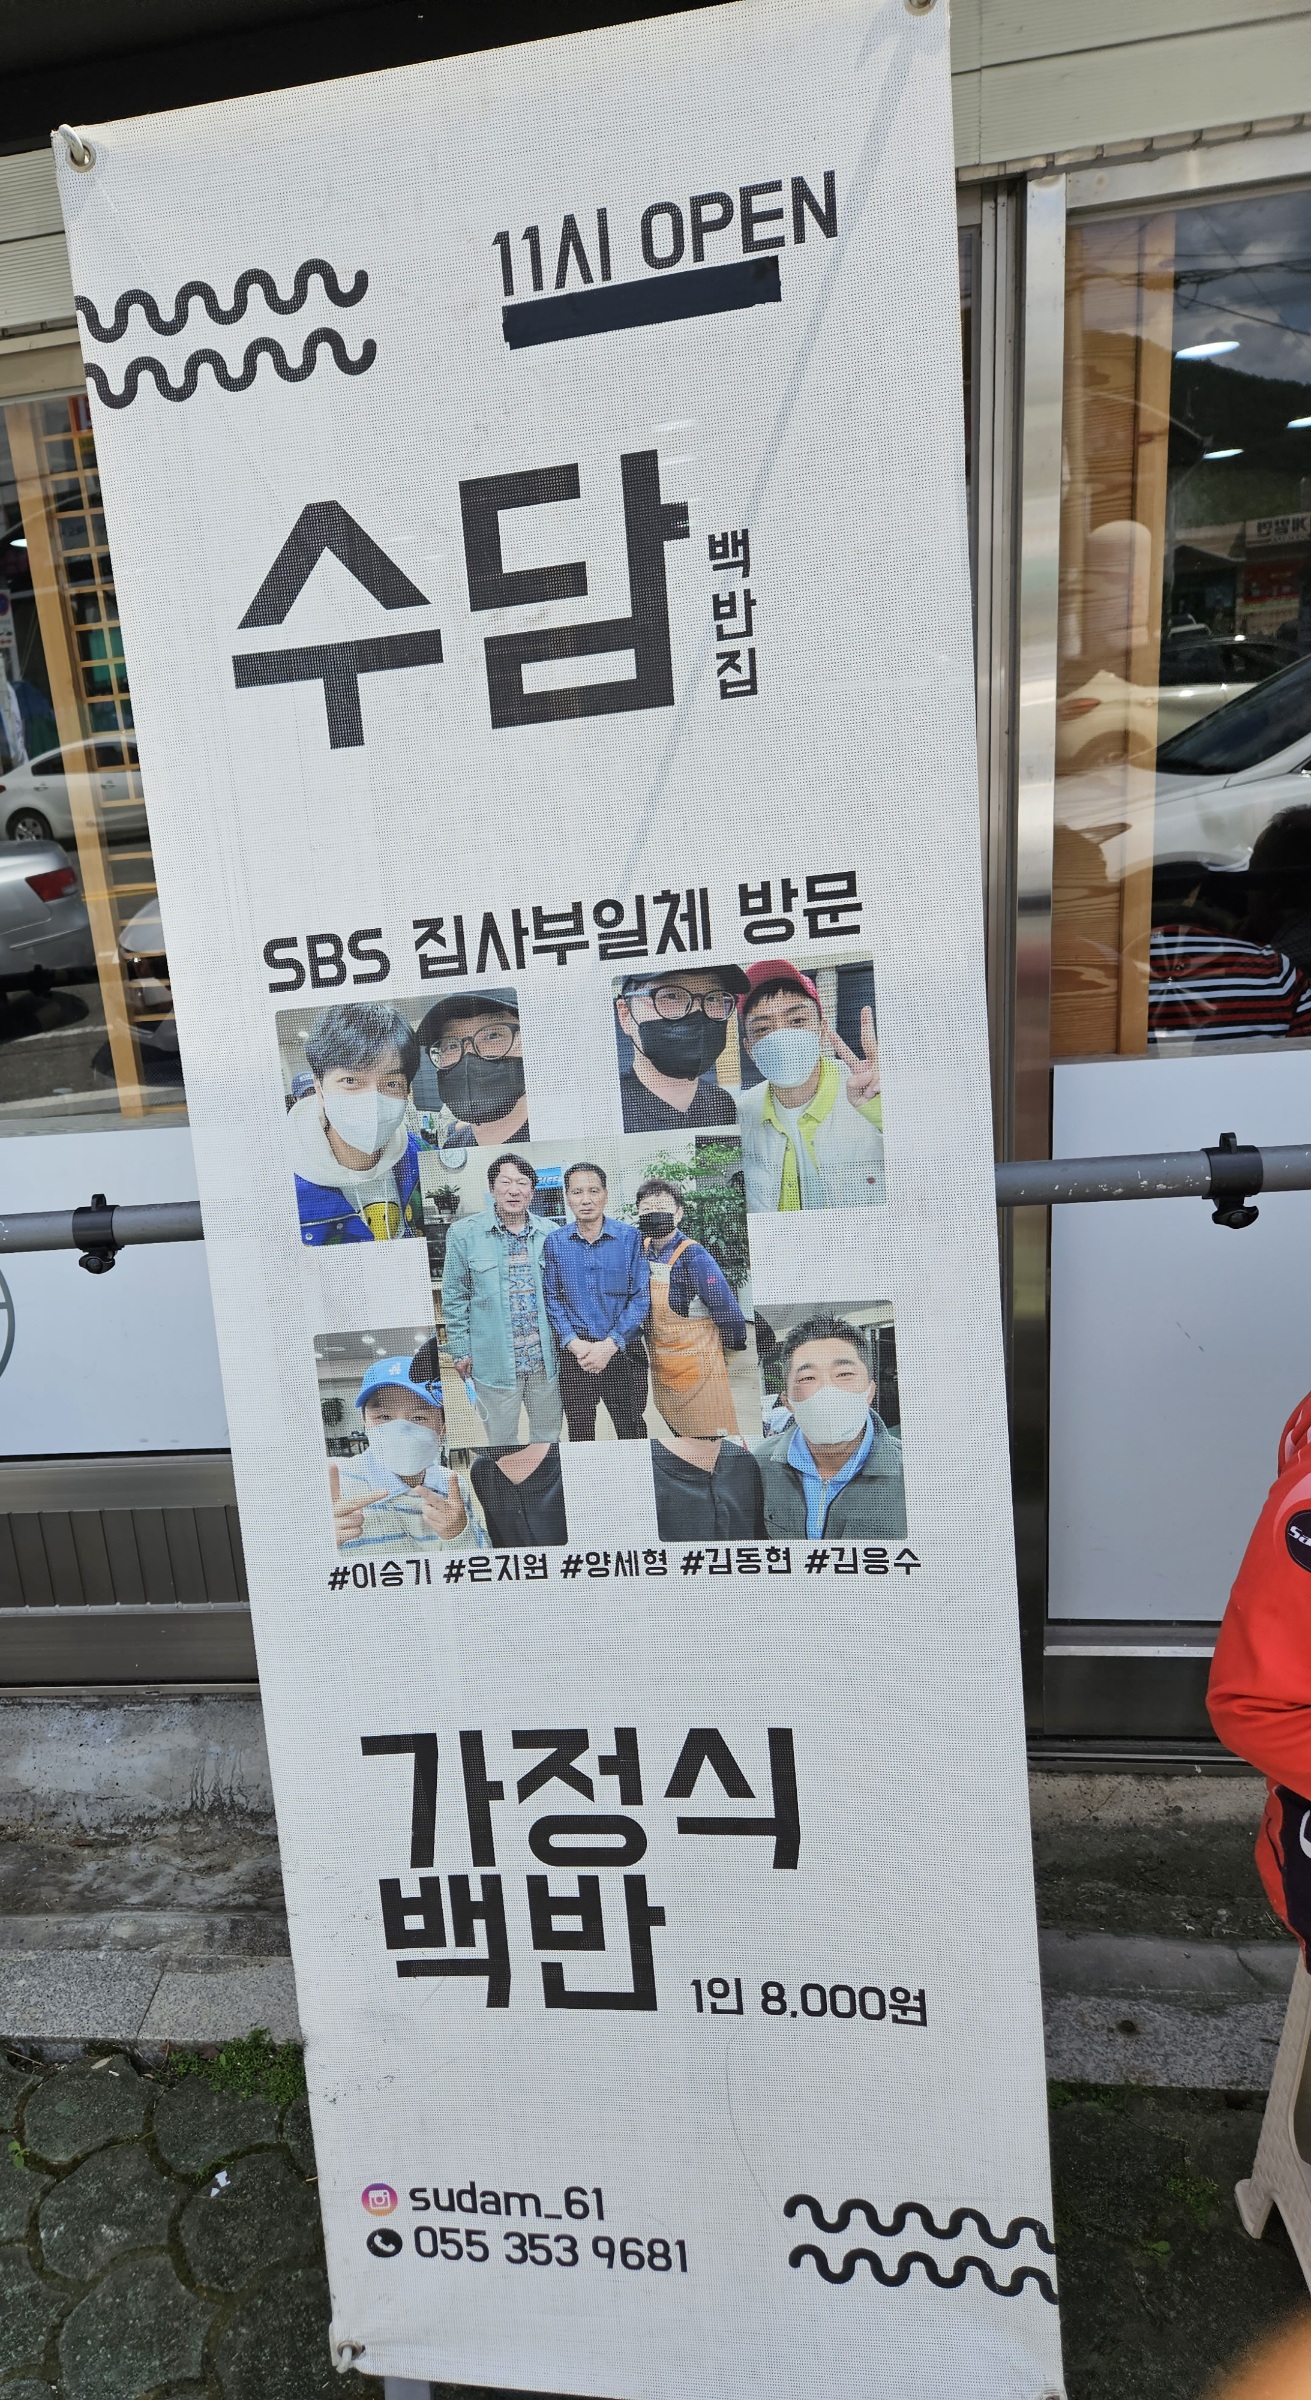 11시 OPEN
수담
백반집
SBS 집사부일체 방문
#이승기 #은지원 #양세형 #김동현 #김응수
가정식
백반
1인 8,000원
sudam_61
055 353 9681